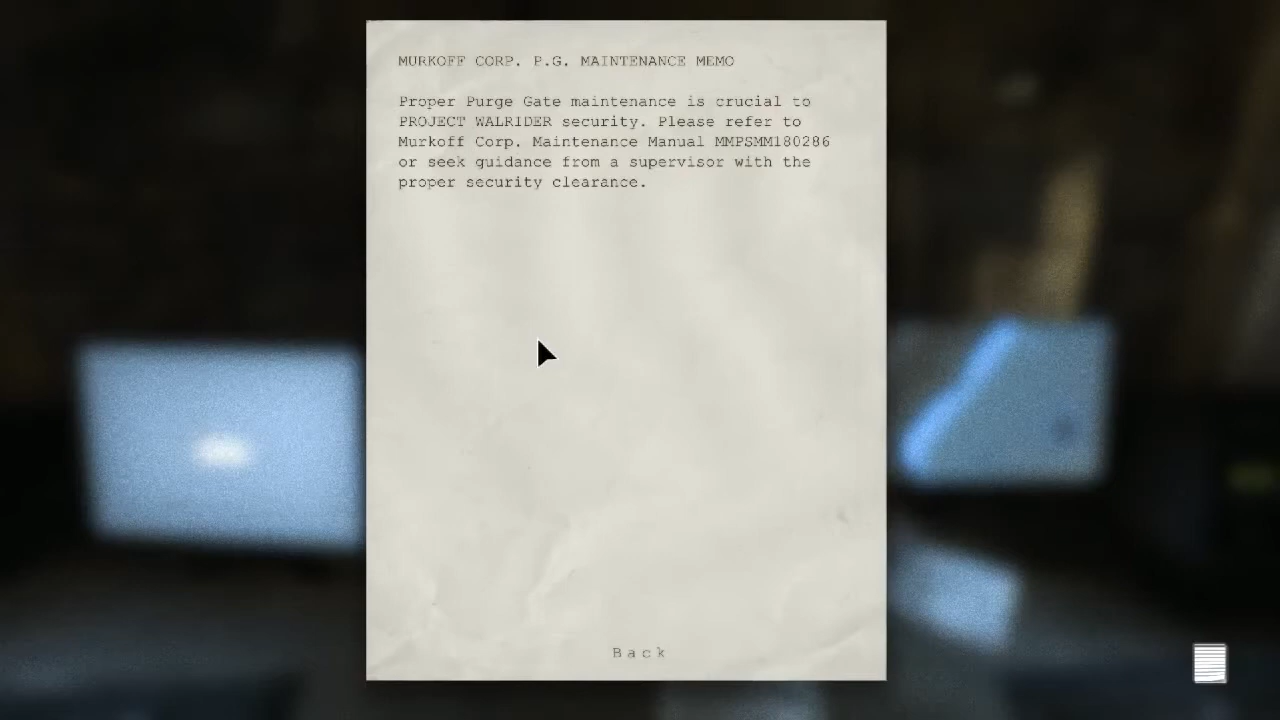 MURKOFF CORP. P.G. MAINTENANCE MEMO
Proper Purge Gate maintenance is crucial to
PROJECT WALRIDER security. Please refer to
Murkoff Corp. Maintenance Manual MMPSMM180286
or seek guidance from a supervisor with the
proper security clearance.
Back